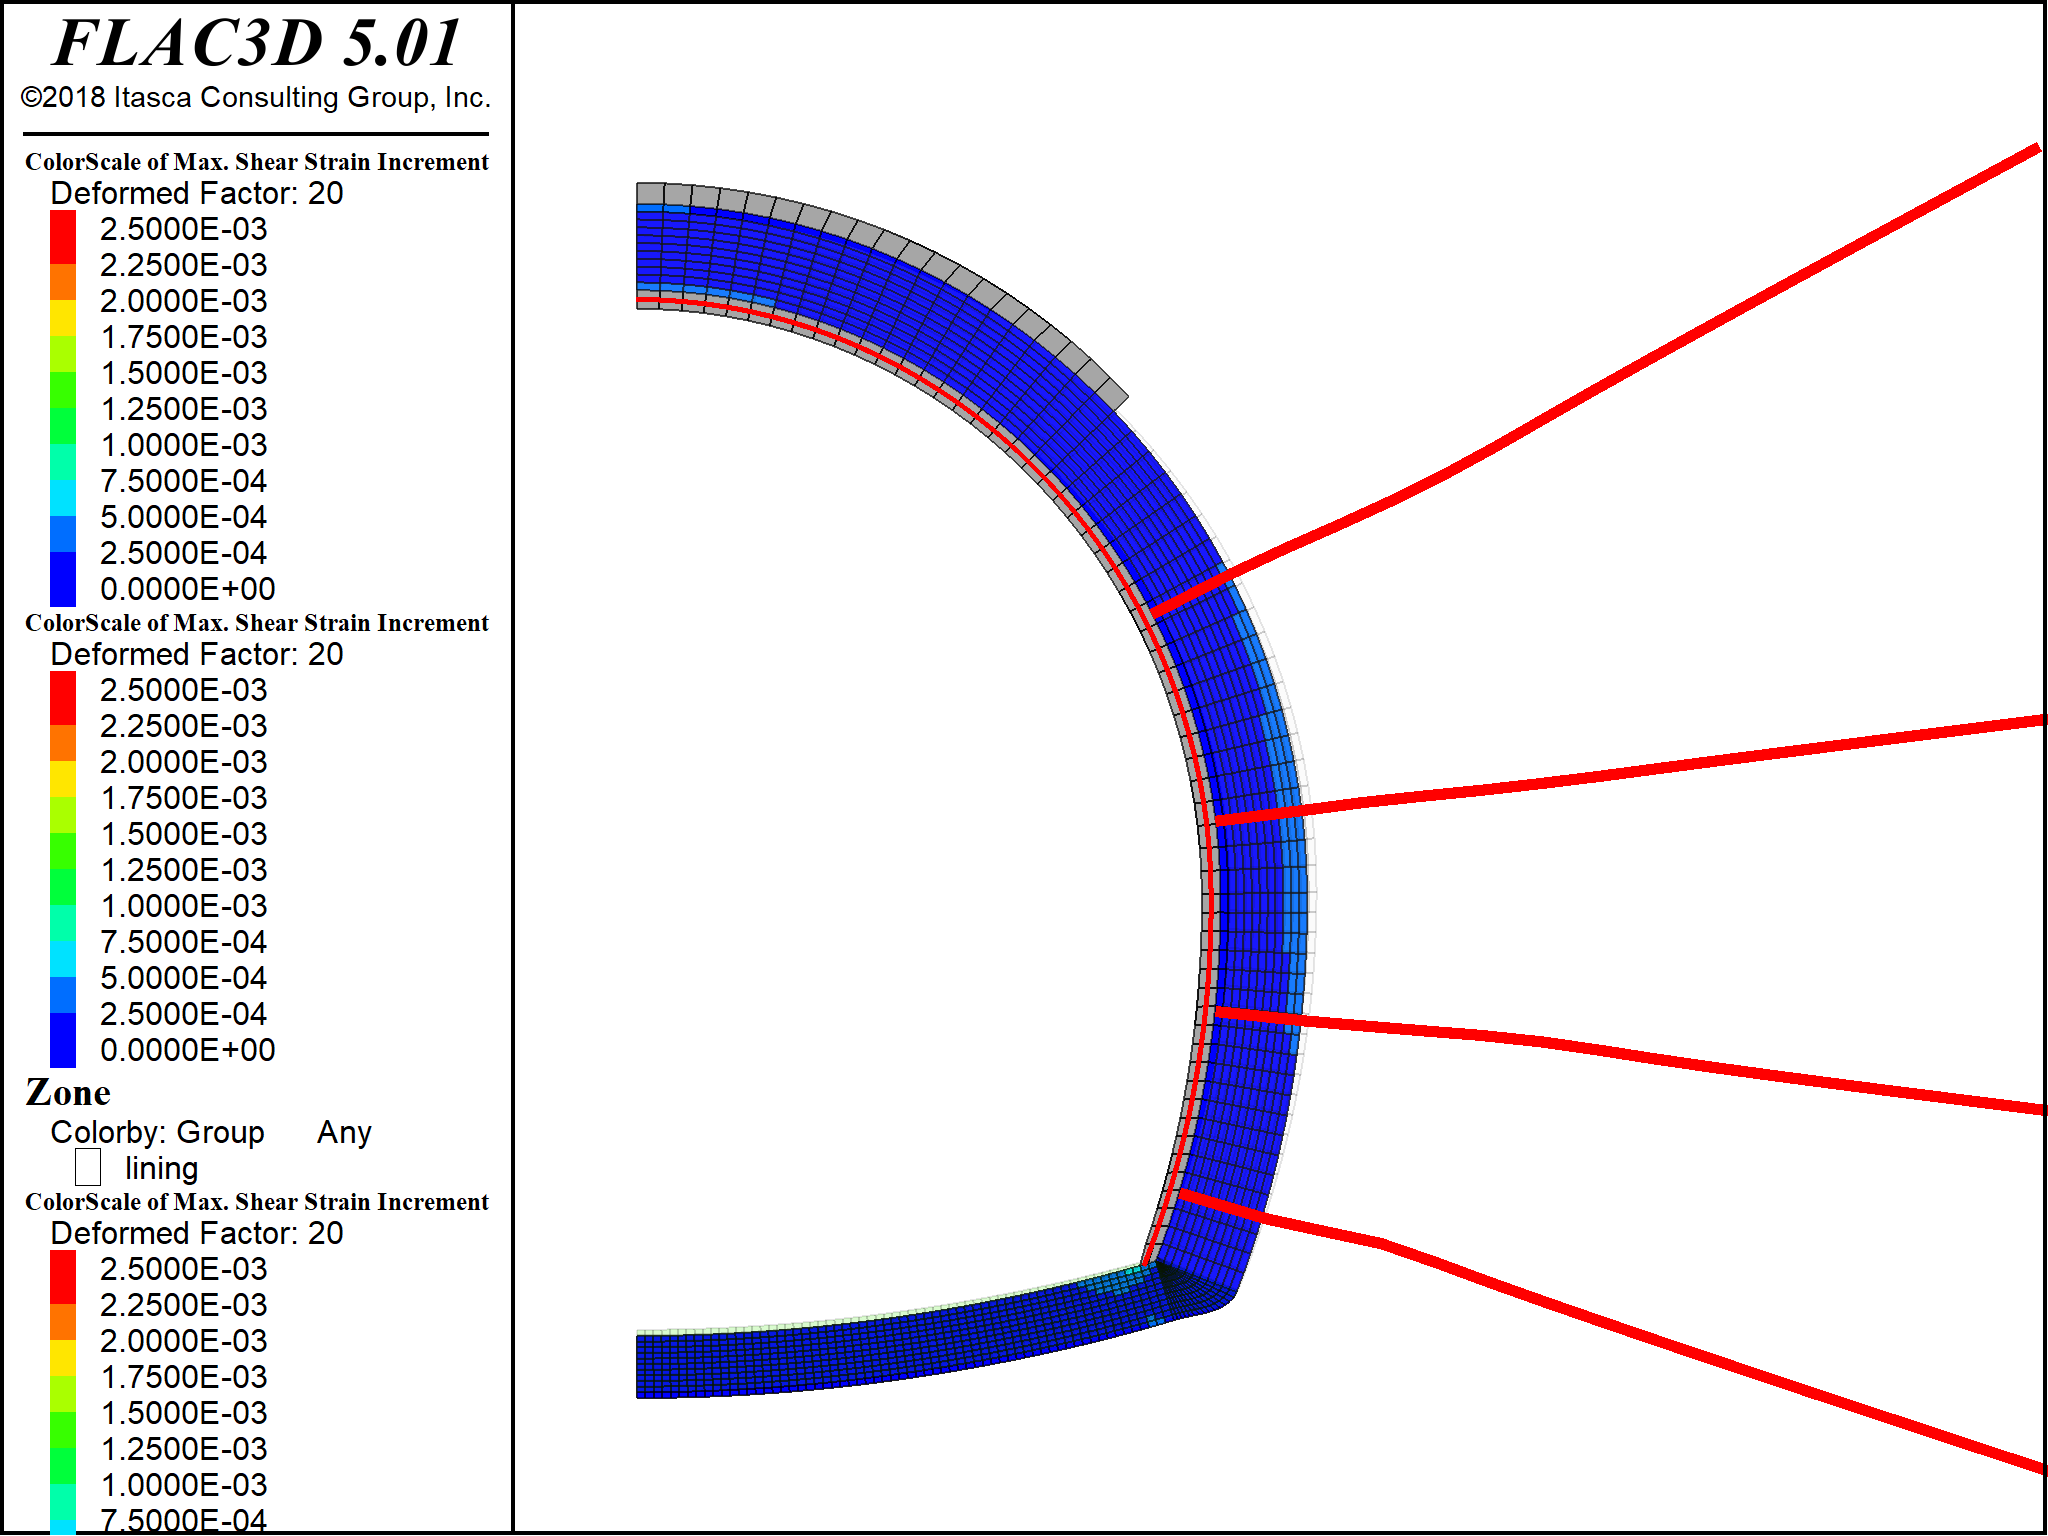 FLAC3D 5.01
©2018 Itasca Consulting Group, Inc.
ColorScale of Max. Shear Strain Increment
Deformed Factor: 20
2.5000E-03
2.2500E-03
2.0000E-03
1.7500E-03
1.5000E-03
1.2500E-03
1.0000E-03
7.5000E-04
5.0000E-04
2.5000E-04
0.0000E+00
ColorScale of Max. Shear Strain Increment
Deformed Factor: 20
2.5000E-03
2.2500E-03
2.0000E-03
1.7500E-03
1.5000E-03
1.2500E-03
1.0000E-03
7.5000E-04
5.0000E-04
2.5000E-04
0.0000E+00
Zone
Colorby: Group Any
lining
ColorScale of Max. Shear Strain Increment
Deformed Factor: 20
2.5000E-03
2.2500E-03
2.0000E-03
1.7500E-03
1.5000E-03
1.2500E-03
1.0000E-03
7.5000E-04